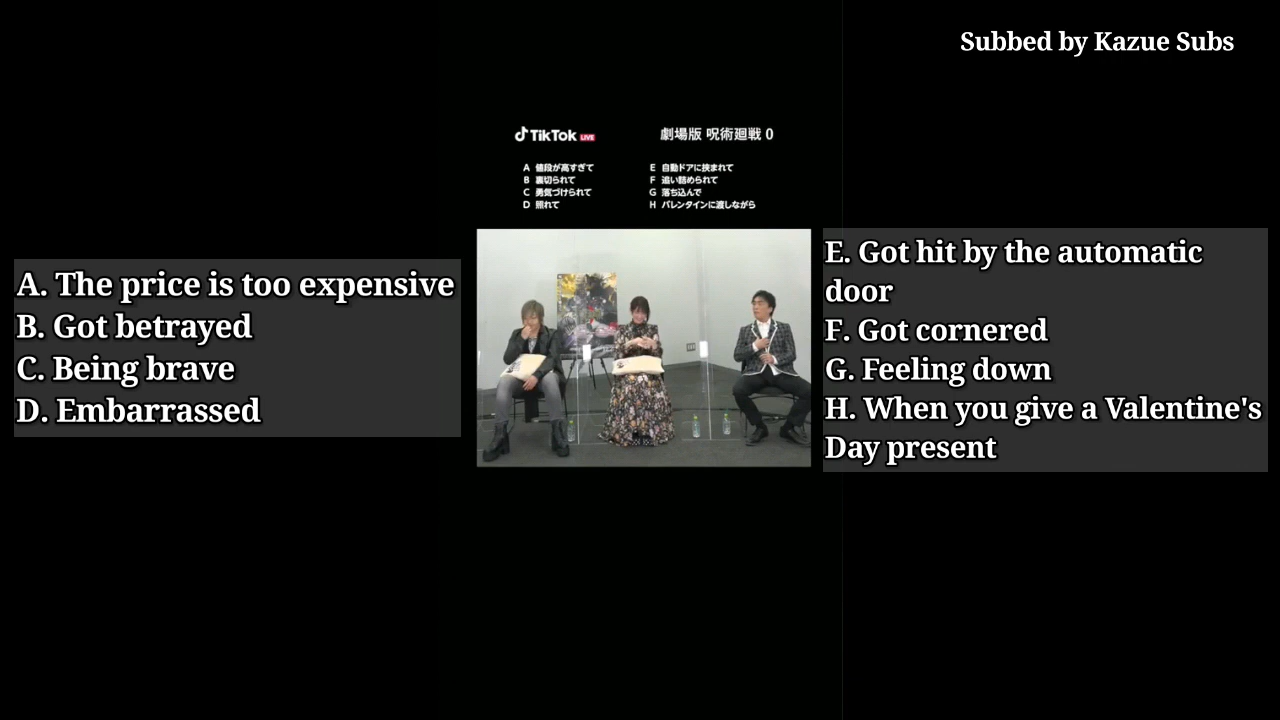 Subbed by Kazue Subs
TikTok LIVE
劇場版 呪術廻戦 0
A 値段が高すぎて
B 裏切られて
C 勇気づけられて
D 照れて
E 自動ドアに挟まれて
F 追い詰められて
G 落ち込んで
H バレンタインに渡しながら
A. The price is too expensive
B. Got betrayed
C. Being brave
D. Embarrassed
E. Got hit by the automatic
door
F. Got cornered
G. Feeling down
H. When you give a Valentine's
Day present